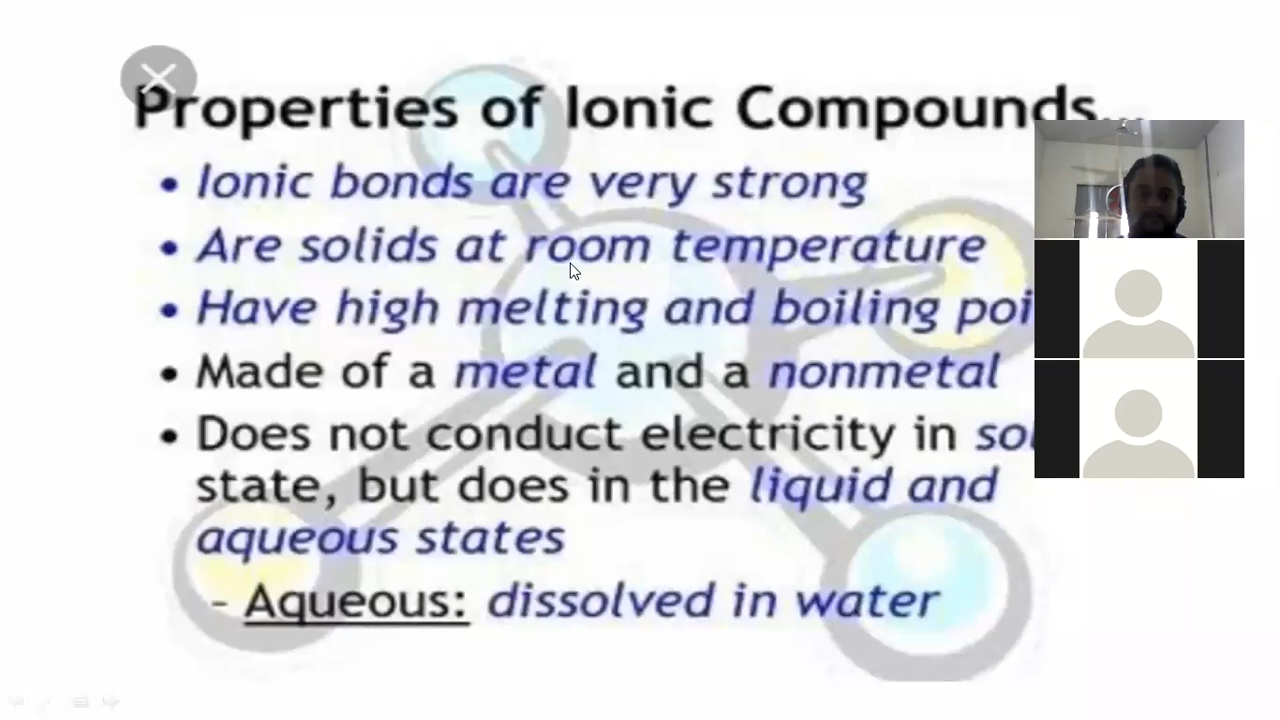 Properties of Ionic Compounds...
• Ionic bonds are very strong
• Are solids at room temperature
• Have high melting and boiling poi
• Made of a metal and a nonmetal
• Does not conduct electricity in so
state, but does in the liquid and
aqueous states
– Aqueous: dissolved in water